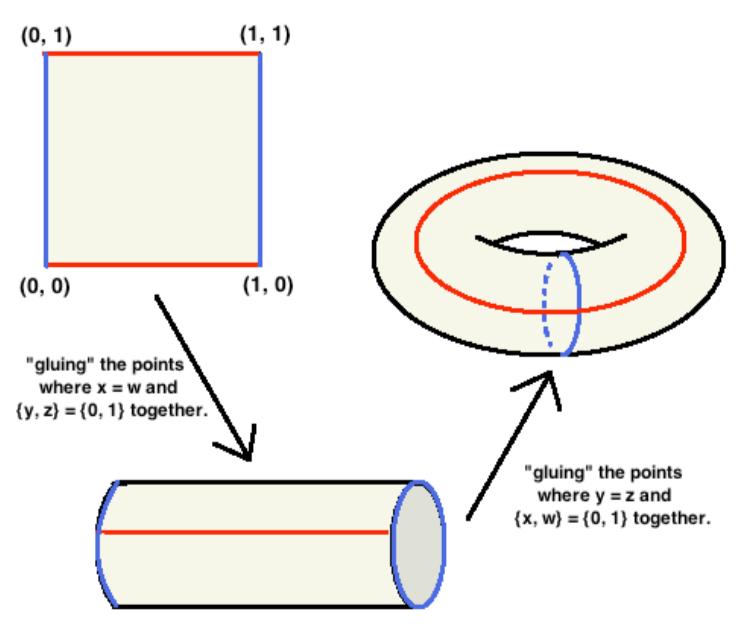 (0, 1)
(1, 1)
(0, 0)
(1, 0)
"gluing" the points
where x = w and
{y, z} = {0, 1} together.
"gluing" the points
where y = z and
{x, w} = {0, 1} together.